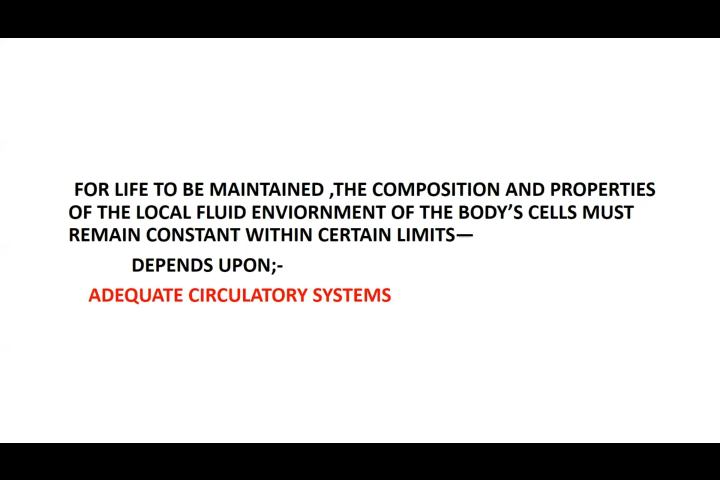 FOR LIFE TO BE MAINTAINED ,THE COMPOSITION AND PROPERTIES
OF THE LOCAL FLUID ENVIORNMENT OF THE BODY'S CELLS MUST
REMAIN CONSTANT WITHIN CERTAIN LIMITS—
DEPENDS UPON;-
ADEQUATE CIRCULATORY SYSTEMS